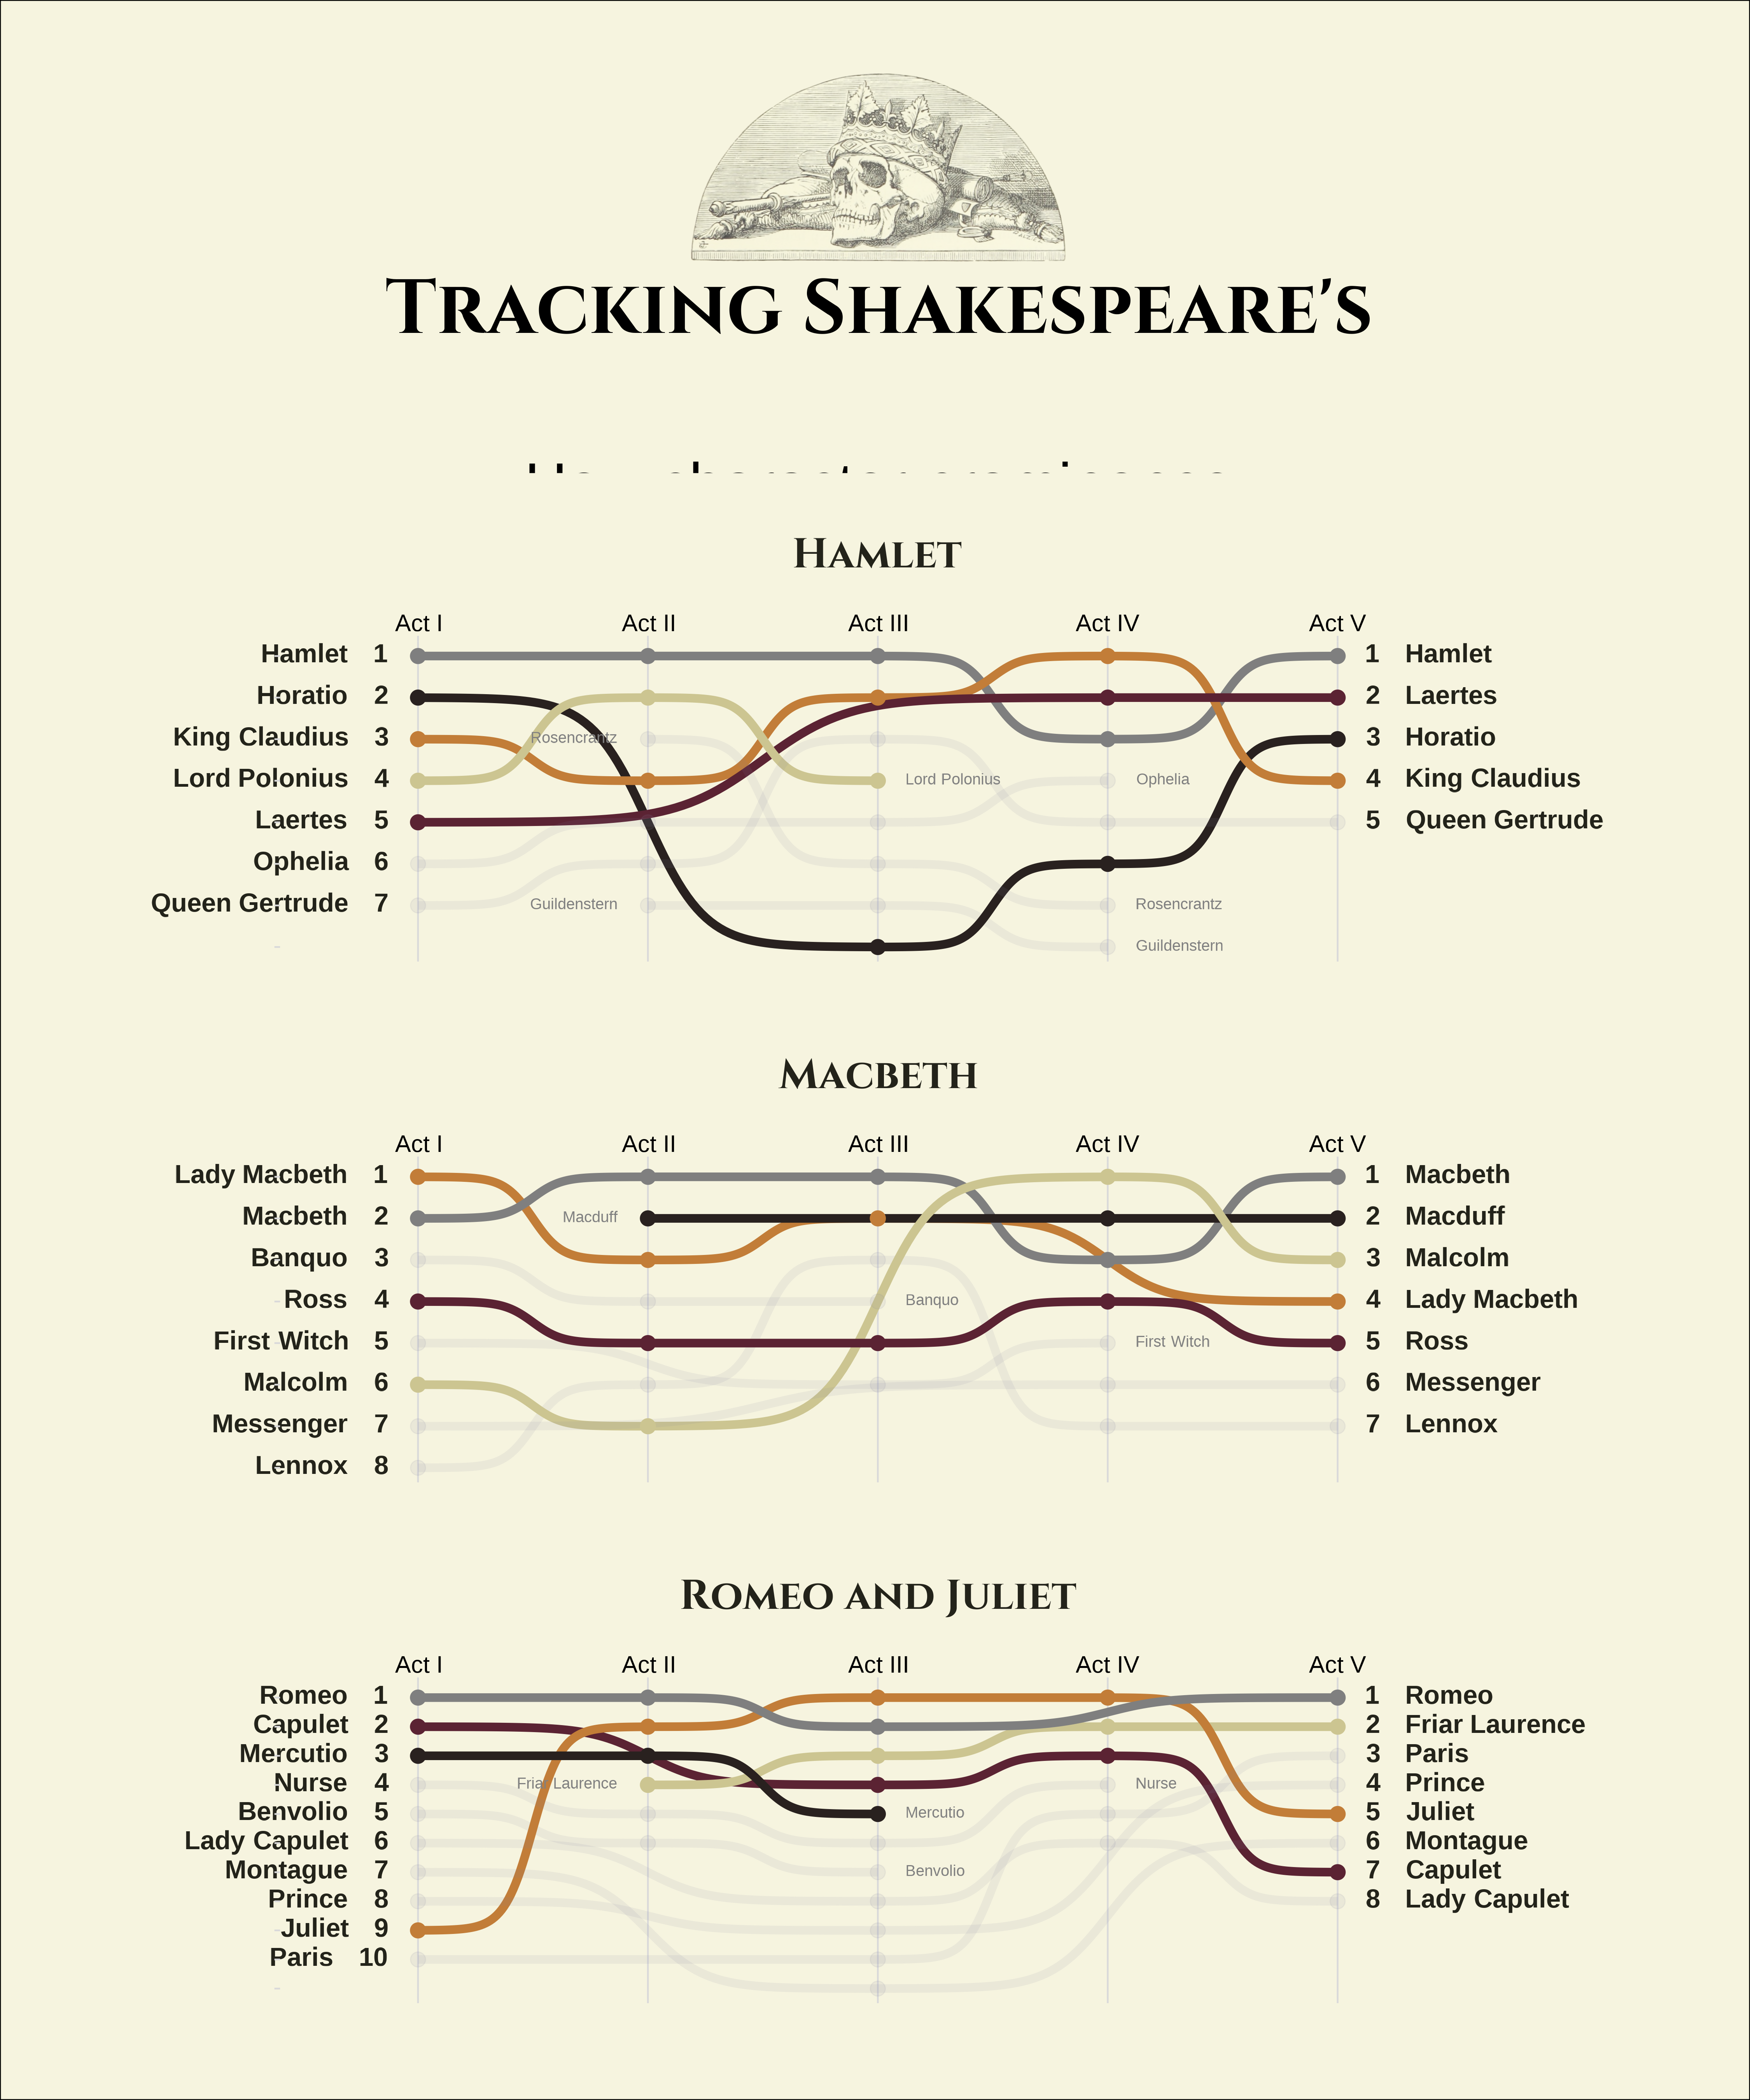 TRACKING SHAKESPEARE'S
HAMLET
Act I Act II Act III Act IV Act V
Hamlet 1 1 Hamlet
Horatio 2 2 Laertes
King Claudius 3 Rosencrantz 3 Horatio
Lord Polonius 4 Lord Polonius Ophelia 4 King Claudius
Laertes 5 5 Queen Gertrude
Ophelia 6
Queen Gertrude 7 Guildenstern Rosencrantz
Guildenstern
MACBETH
Act I Act II Act III Act IV Act V
Lady Macbeth 1 1 Macbeth
Macbeth 2 Macduff 2 Macduff
Banquo 3 3 Malcolm
Ross 4 Banquo 4 Lady Macbeth
First Witch 5 First Witch 5 Ross
Malcolm 6 6 Messenger
Messenger 7 7 Lennox
Lennox 8
ROMEO AND JULIET
Act I Act II Act III Act IV Act V
Romeo 1 1 Romeo
Capulet 2 2 Friar Laurence
Mercutio 3 3 Paris
Nurse 4 Friar Laurence Nurse 4 Prince
Benvolio 5 Mercutio 5 Juliet
Lady Capulet 6 6 Montague
Montague 7 Benvolio 7 Capulet
Prince 8 8 Lady Capulet
Juliet 9
Paris 10